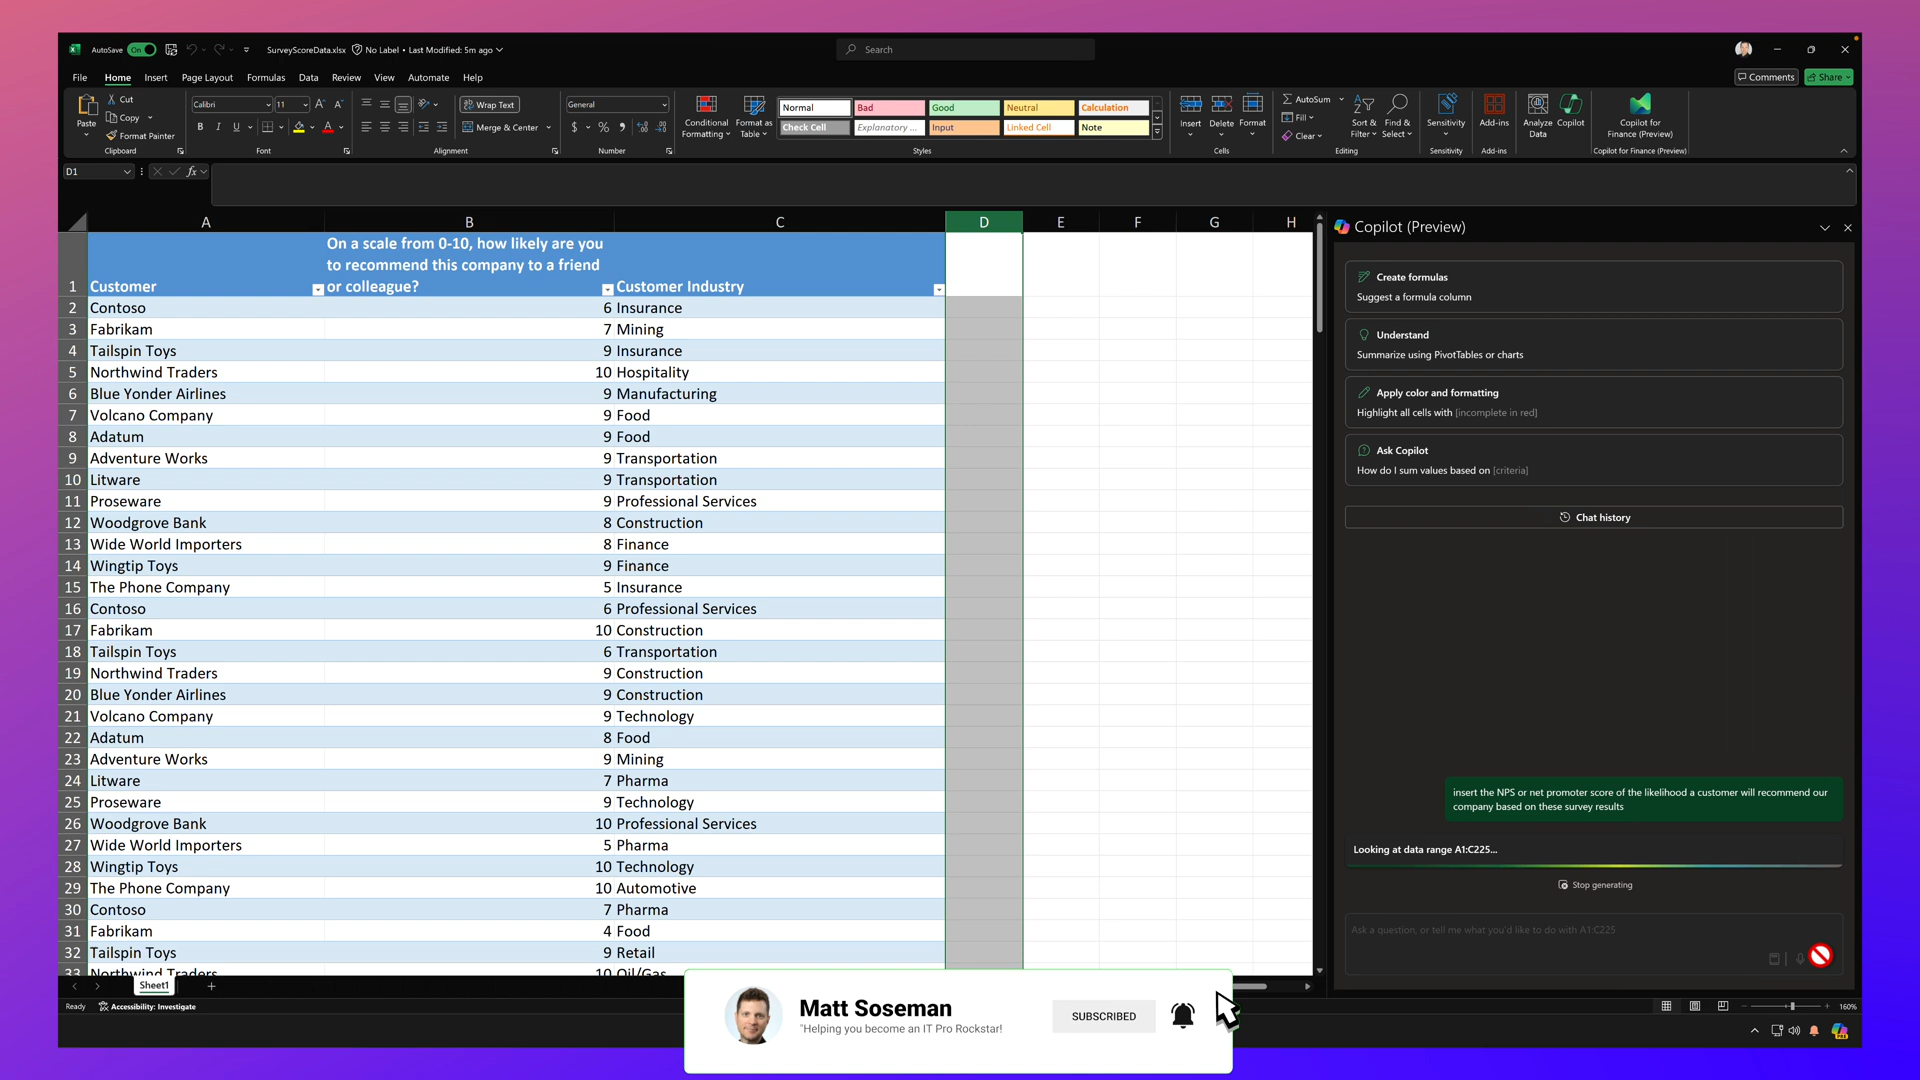 AutoSave On SurveyScoreData.xlsx No Label • Last Modified: 5m ago Search
File Home Insert Page Layout Formulas Data Review View Automate Help Comments Share
Paste Cut Copy Format Painter Clipboard
Calibri 11 B I U Font
Wrap Text Merge & Center Alignment
General $ % Number
Conditional Formatting Format as Table
Normal Bad Good Neutral Calculation
Check Cell Explanatory ... Input Linked Cell Note
Styles
Insert Delete Format Cells
AutoSum Fill Clear Sort & Filter Find & Select Editing
Sensitivity Sensitivity
Add-ins Add-ins
Analyze Data Copilot
Copilot for Finance (Preview) Copilot for Finance (Preview)
D1 fx
A B C D E F G H
On a scale from 0-10, how likely are you
to recommend this company to a friend
1 Customer or colleague? Customer Industry
2 Contoso 6 Insurance
3 Fabrikam 7 Mining
4 Tailspin Toys 9 Insurance
5 Northwind Traders 10 Hospitality
6 Blue Yonder Airlines 9 Manufacturing
7 Volcano Company 9 Food
8 Adatum 9 Food
9 Adventure Works 9 Transportation
10 Litware 9 Transportation
11 Proseware 9 Professional Services
12 Woodgrove Bank 8 Construction
13 Wide World Importers 8 Finance
14 Wingtip Toys 9 Finance
15 The Phone Company 5 Insurance
16 Contoso 6 Professional Services
17 Fabrikam 10 Construction
18 Tailspin Toys 6 Transportation
19 Northwind Traders 9 Construction
20 Blue Yonder Airlines 9 Construction
21 Volcano Company 9 Technology
22 Adatum 8 Food
23 Adventure Works 9 Mining
24 Litware 7 Pharma
25 Proseware 9 Technology
26 Woodgrove Bank 10 Professional Services
27 Wide World Importers 5 Pharma
28 Wingtip Toys 10 Technology
29 The Phone Company 10 Automotive
30 Contoso 7 Pharma
31 Fabrikam 4 Food
32 Tailspin Toys 9 Retail
33 Northwind Traders 10 Oil/Gas
Copilot (Preview)
Create formulas
Suggest a formula column
Understand
Summarize using PivotTables or charts
Apply color and formatting
Highlight all cells with [incomplete in red]
Ask Copilot
How do I sum values based on [criteria]
Chat history
insert the NPS or net promoter score of the likelihood a customer will recommend our
company based on these survey results
Looking at data range A1:C225...
Stop generating
Ask a question, or tell me what you'd like to do with A1:C225
Sheet1
Ready Accessibility: Investigate 160%
Matt Soseman
"Helping you become an IT Pro Rockstar!
SUBSCRIBED